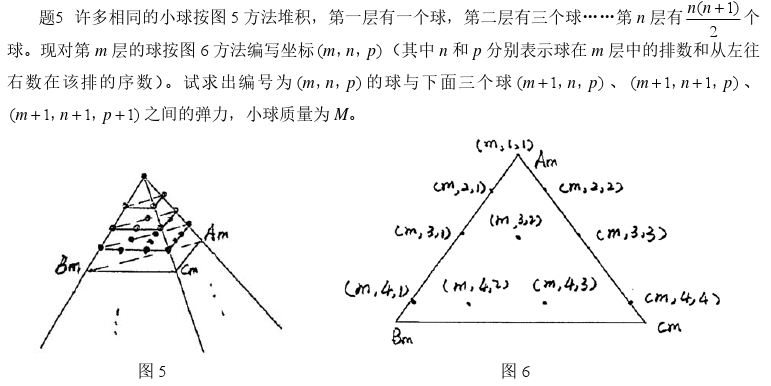 题5 许多相同的小球按图5方法堆积，第一层有一个球，第二层有三个球……第 n 层有 n(n+1)/2 个
球。现对第 m 层的球按图6方法编写坐标(m, n, p)（其中 n 和 p 分别表示球在 m 层中的排数和从左往
右数在该排的序数）。试求出编号为(m, n, p)的球与下面三个球(m+1, n, p)、(m+1, n+1, p)、
(m+1, n+1, p+1)之间的弹力，小球质量为 M。
Am
Bm
Cm
图5
(m,1,1)
Am
(m,2,1)
(m,2,2)
(m,3,1)
(m,3,2)
(m,3,3)
(m,4,1)
(m,4,2)
(m,4,3)
(m,4,4)
Bm
Cm
图6